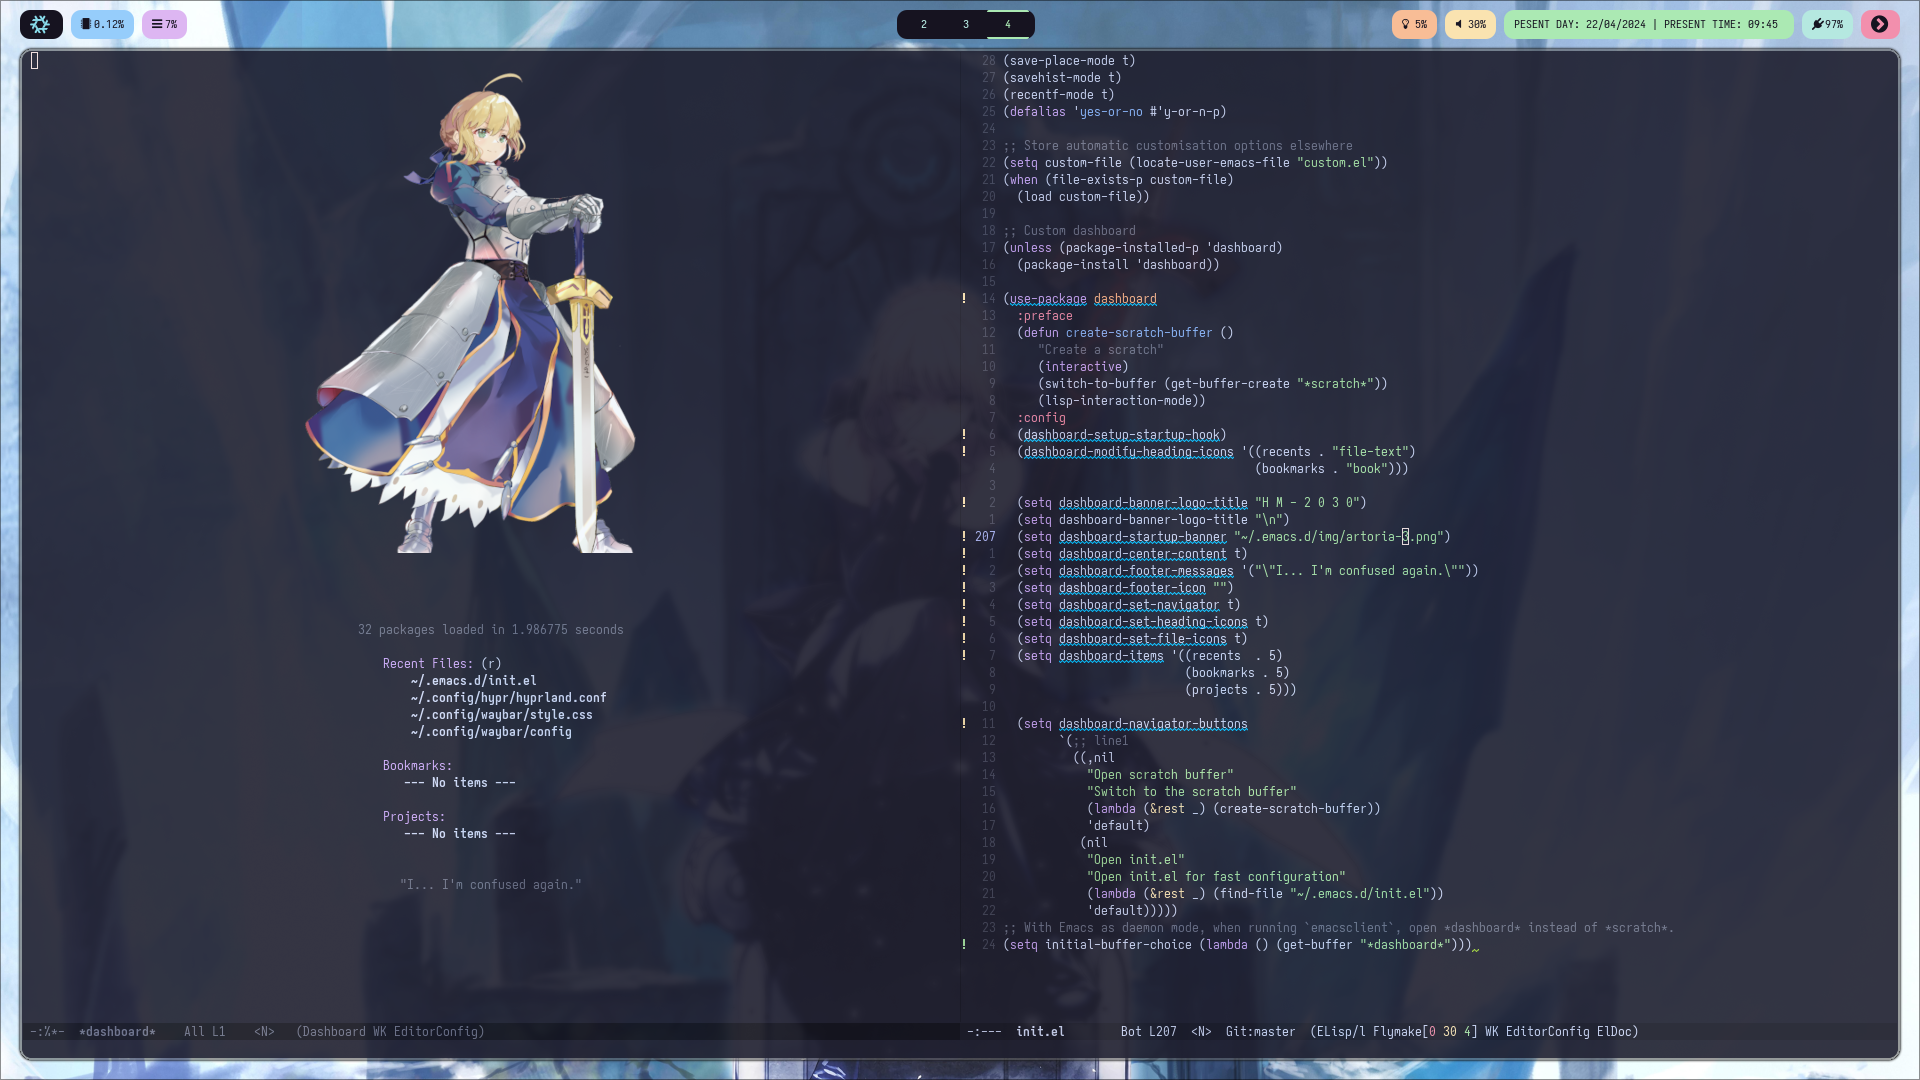 0.12%
7%
2 3 4
5%
30%
PESENT DAY: 22/04/2024 | PRESENT TIME: 09:45
97%
32 packages loaded in 1.986775 seconds
Recent Files: (r)
~/.emacs.d/init.el
~/.config/hypr/hyprland.conf
~/.config/waybar/style.css
~/.config/waybar/config
Bookmarks:
--- No items ---
Projects:
--- No items ---
"I... I'm confused again."
-:%*-  *dashboard*    All L1    <N>   (Dashboard WK EditorConfig)
28 (save-place-mode t)
27 (savehist-mode t)
26 (recentf-mode t)
25 (defalias 'yes-or-no #'y-or-n-p)
24
23 ;; Store automatic customisation options elsewhere
22 (setq custom-file (locate-user-emacs-file "custom.el"))
21 (when (file-exists-p custom-file)
20   (load custom-file))
19
18 ;; Custom dashboard
17 (unless (package-installed-p 'dashboard)
16   (package-install 'dashboard))
15
! 14 (use-package dashboard
13   :preface
12   (defun create-scratch-buffer ()
11      "Create a scratch"
10      (interactive)
9      (switch-to-buffer (get-buffer-create "*scratch*"))
8      (lisp-interaction-mode))
7   :config
! 6   (dashboard-setup-startup-hook)
! 5   (dashboard-modify-heading-icons '((recents . "file-text")
4                                     (bookmarks . "book")))
3
! 2   (setq dashboard-banner-logo-title "H M - 2 0 3 0")
1   (setq dashboard-banner-logo-title "\n")
! 207   (setq dashboard-startup-banner "~/.emacs.d/img/artoria-3.png")
! 1   (setq dashboard-center-content t)
! 2   (setq dashboard-footer-messages '("\"I... I'm confused again.\""))
! 3   (setq dashboard-footer-icon "")
! 4   (setq dashboard-set-navigator t)
! 5   (setq dashboard-set-heading-icons t)
! 6   (setq dashboard-set-file-icons t)
! 7   (setq dashboard-items '((recents  . 5)
8                           (bookmarks . 5)
9                           (projects . 5)))
10
! 11   (setq dashboard-navigator-buttons
12         `(;; line1
13           ((,nil
14             "Open scratch buffer"
15             "Switch to the scratch buffer"
16             (lambda (&rest _) (create-scratch-buffer))
17             'default)
18            (nil
19             "Open init.el"
20             "Open init.el for fast configuration"
21             (lambda (&rest _) (find-file "~/.emacs.d/init.el"))
22             'default)))))
23 ;; With Emacs as daemon mode, when running `emacsclient`, open *dashboard* instead of *scratch*.
! 24 (setq initial-buffer-choice (lambda () (get-buffer "*dashboard*")))
-:---  init.el        Bot L207  <N>  Git:master  (ELisp/l Flymake[0 30 4] WK EditorConfig ElDoc)